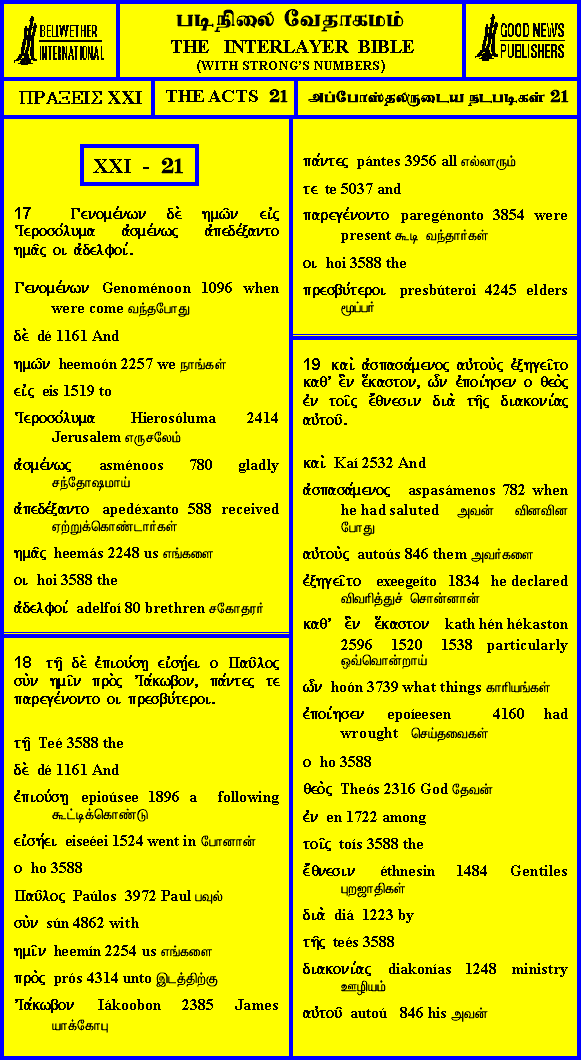 BELLWETHER
INTERNATIONAL
படிநிலை வேதாகமம்
THE INTERLAYER BIBLE
(WITH STRONG'S NUMBERS)
GOOD NEWS
PUBLISHERS
ΠΡΑΞΕΙΣ XXI
THE ACTS 21
அப்போஸ்தலருடைய நடபடிகள் 21
XXI - 21
17 Γενομένων δὲ ημῶν εἰς
Ἱεροσόλυμα ἀσμένως ἀπεδέξαντο
ημᾶς οι ἀδελφοί.
Γενομένων Genoménoon 1096 when
were come வந்தபோது
δὲ dé 1161 And
ημῶν heemoón 2257 we நாங்கள்
εἰς eis 1519 to
Ἱεροσόλυμα Hierosóluma 2414
Jerusalem எருசலேம்
ἀσμένως asménoos 780 gladly
சந்தோஷமாய்
ἀπεδέξαντο apedéxanto 588 received
ஏற்றுக்கொண்டார்கள்
ημᾶς heemás 2248 us எங்களை
οι hoi 3588 the
ἀδελφοί adelfoí 80 brethren சகோதரர்
18 τῇ δὲ ἐπιούσῃ εἰσῄει ο Παῦλος
σὺν ημῖν πρὸς Ἰάκωβον, πάντες τε
παρεγένοντο οι πρεσβύτεροι.
τῇ Teé 3588 the
δὲ dé 1161 And
ἐπιούσῃ epioúsee 1896 a following
கூட்டிக்கொண்டு
εἰσῄει eiseéei 1524 went in போனான்
ο ho 3588
Παῦλος Paúlos 3972 Paul பவுல்
σὺν sún 4862 with
ημῖν heemín 2254 us எங்களை
πρὸς prós 4314 unto இடத்திற்கு
Ἰάκωβον Iákoobon 2385 James
யாக்கோபு
πάντες pántes 3956 all எல்லாரும்
τε te 5037 and
παρεγένοντο paregénonto 3854 were
present கூடி வந்தார்கள்
οι hoi 3588 the
πρεσβύτεροι presbúteroi 4245 elders
மூப்பர்
19 καὶ ἀσπασάμενος αὐτοὺς ἐξηγεῖτο
καθ' ἓν ἕκαστον, ὧν ἐποίησεν ο θεὸς
ἐν τοῖς ἔθνεσιν διὰ τῆς διακονίας
αὐτοῦ.
καὶ Kaí 2532 And
ἀσπασάμενος aspasámenos 782 when
he had saluted அவன் வினவின
போது
αὐτοὺς autoús 846 them அவர்களை
ἐξηγεῖτο exeegeíto 1834 he declared
விவரித்துச் சொன்னான்
καθ' ἓν ἕκαστον kath hén hékaston
2596 1520 1538 particularly
ஒவ்வொன்றாய்
ὧν hoón 3739 what things காரியங்கள்
ἐποίησεν epoíeesen 4160 had
wrought செய்தவைகள்
ο ho 3588
θεὸς Theós 2316 God தேவன்
ἐν en 1722 among
τοῖς toís 3588 the
ἔθνεσιν éthnesin 1484 Gentiles
புறஜாதிகள்
διὰ diá 1223 by
τῆς teés 3588
διακονίας diakonías 1248 ministry
ஊழியம்
αὐτοῦ autoú 846 his அவன்